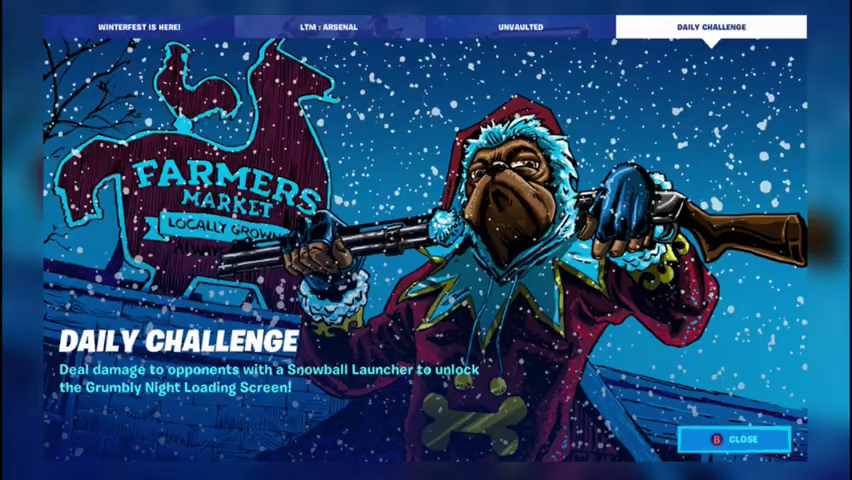 WINTERFEST IS HERE!
LTM : ARSENAL
UNVAULTED
DAILY CHALLENGE
FARMERS
MARKET
LOCALLY GROWN
ALWAYS
DAILY CHALLENGE
Deal damage to opponents with a Snowball Launcher to unlock
the Grumbly Night Loading Screen!
B CLOSE